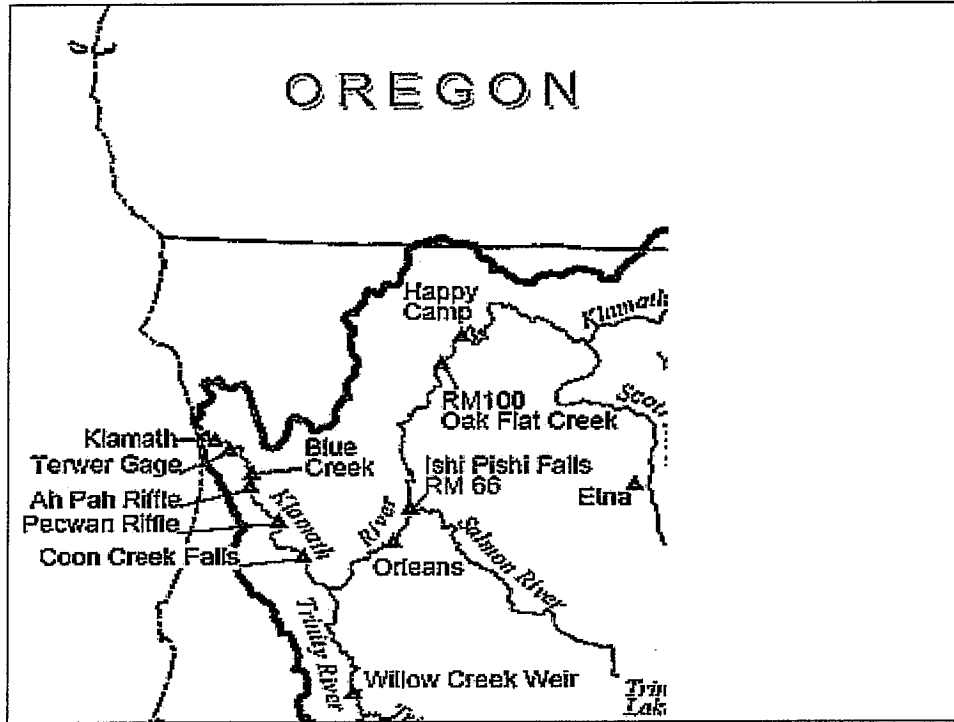 OREGON
Happy
Camp
Klamath
RM100
Oak Flat Creek
Klamath
Terwer Gage
Blue
Creek
Ishi Pishi Falls
RM 66
Etna
Ah Pah Riffle
Pecwan Riffle
Klamath
River
Coon Creek Falls
Orleans
Salmon River
Trinity River
Willow Creek Weir